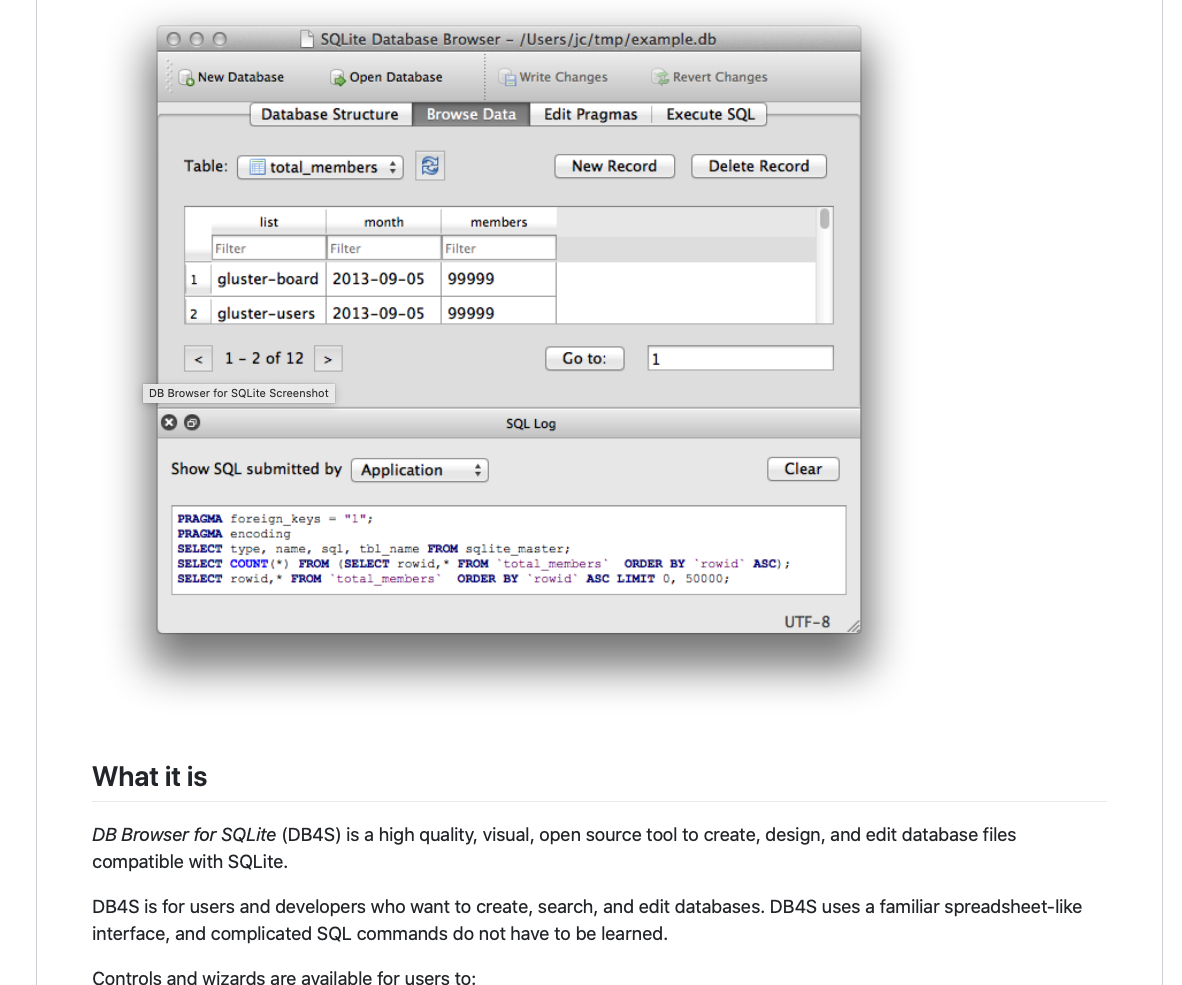 SQLite Database Browser – /Users/jc/tmp/example.db
New Database Open Database Write Changes Revert Changes
Database Structure Browse Data Edit Pragmas Execute SQL
Table: total_members New Record Delete Record
list month members
Filter Filter Filter
1 gluster-board 2013-09-05 99999
2 gluster-users 2013-09-05 99999
< 1 - 2 of 12 > Go to: 1
DB Browser for SQLite Screenshot
SQL Log
Show SQL submitted by Application Clear
PRAGMA foreign_keys = "1";
PRAGMA encoding
SELECT type, name, sql, tbl_name FROM sqlite_master;
SELECT COUNT(*) FROM (SELECT rowid,* FROM `total_members`  ORDER BY `rowid` ASC);
SELECT rowid,* FROM `total_members`  ORDER BY `rowid` ASC LIMIT 0, 50000;
UTF-8
What it is
DB Browser for SQLite (DB4S) is a high quality, visual, open source tool to create, design, and edit database files
compatible with SQLite.
DB4S is for users and developers who want to create, search, and edit databases. DB4S uses a familiar spreadsheet-like
interface, and complicated SQL commands do not have to be learned.
Controls and wizards are available for users to: